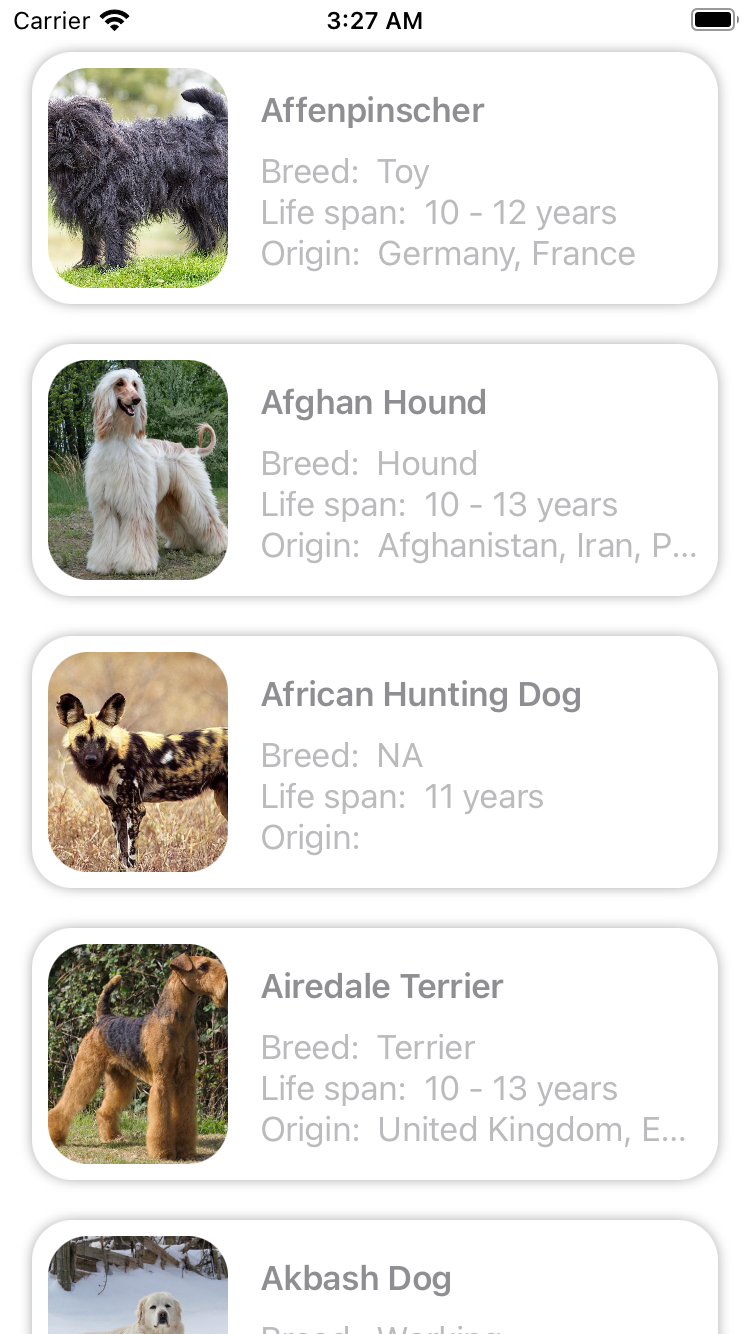 Carrier 3:27 AM
Affenpinscher
Breed: Toy
Life span: 10 - 12 years
Origin: Germany, France
Afghan Hound
Breed: Hound
Life span: 10 - 13 years
Origin: Afghanistan, Iran, P...
African Hunting Dog
Breed: NA
Life span: 11 years
Origin:
Airedale Terrier
Breed: Terrier
Life span: 10 - 13 years
Origin: United Kingdom, E...
Akbash Dog
Breed: Working